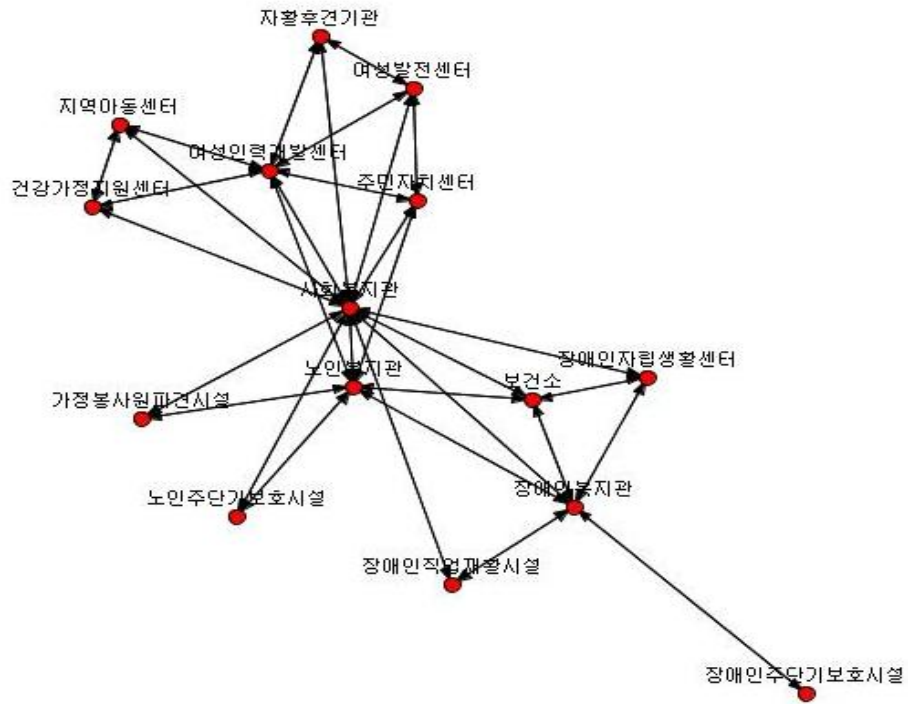 자활후견기관
여성발전센터
지역아동센터
여성인력개발센터
건강가정지원센터
주민자치센터
사회복지관
노인복지관
장애인자립생활센터
보건소
가정봉사원파견시설
노인주단기보호시설
장애인복지관
장애인직업재활시설
장애인주단기보호시설